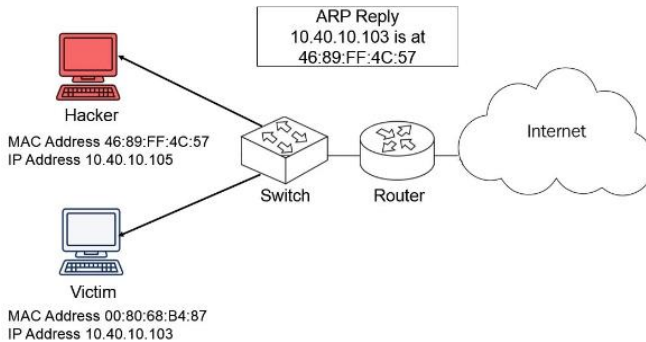 ARP Reply
10.40.10.103 is at
46:89:FF:4C:57
Hacker
MAC Address 46:89:FF:4C:57
IP Address 10.40.10.105
Switch
Router
Internet
Victim
MAC Address 00:80:68:B4:87
IP Address 10.40.10.103